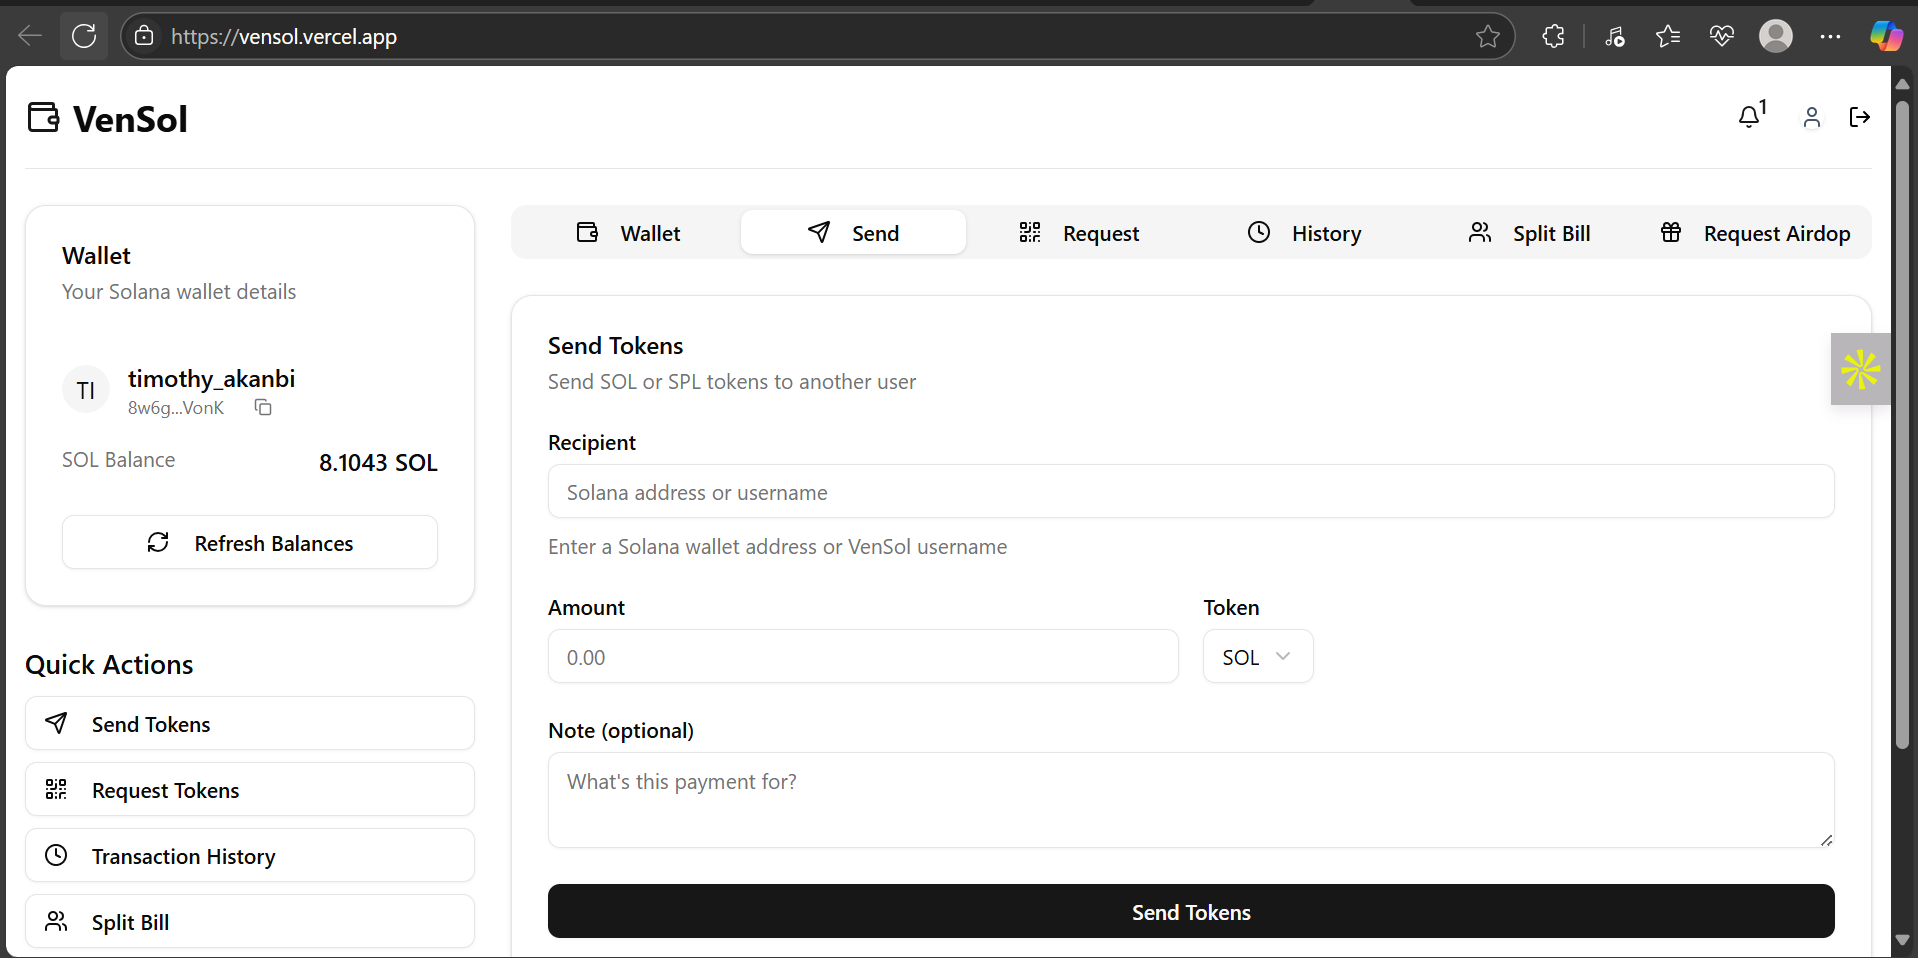 https://vensol.vercel.app
VenSol
1
Wallet
Your Solana wallet details
TI
timothy_akanbi
8w6g...VonK
SOL Balance
8.1043 SOL
Refresh Balances
Quick Actions
Send Tokens
Request Tokens
Transaction History
Split Bill
Wallet
Send
Request
History
Split Bill
Request Airdop
Send Tokens
Send SOL or SPL tokens to another user
Recipient
Solana address or username
Enter a Solana wallet address or VenSol username
Amount
Token
0.00
SOL
Note (optional)
What's this payment for?
Send Tokens